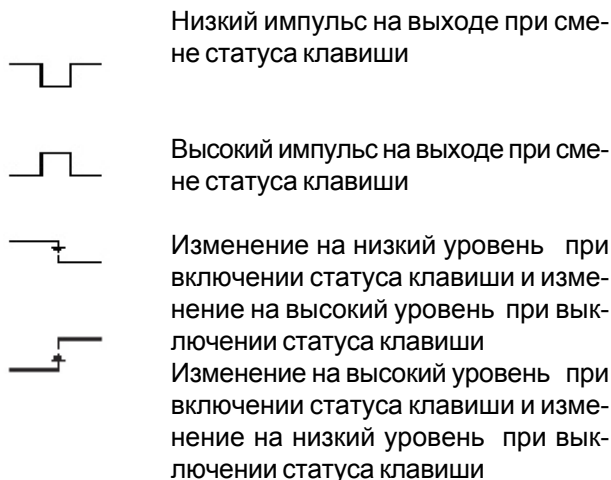 Низкий импульс на выходе при сме-
не статуса клавиши
Высокий импульс на выходе при сме-
не статуса клавиши
Изменение на низкий уровень при
включении статуса клавиши и изме-
нение на высокий уровень при вык-
лючении статуса клавиши
Изменение на высокий уровень при
включении статуса клавиши и изме-
нение на низкий уровень при вык-
лючении статуса клавиши